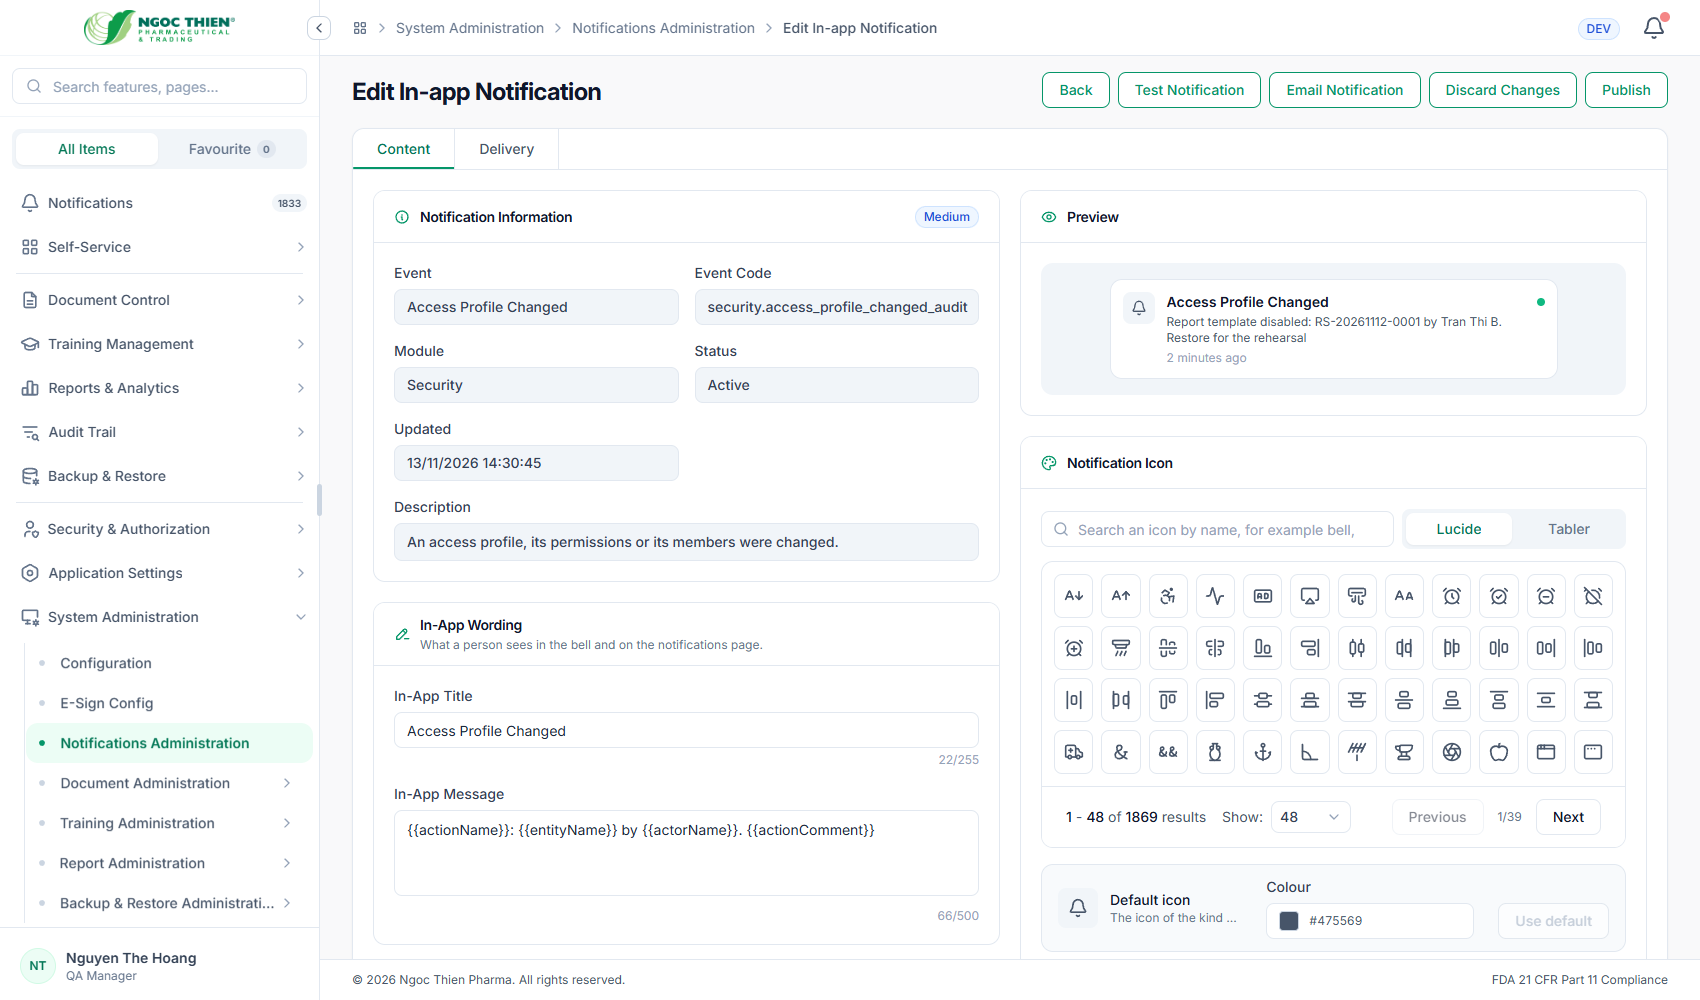 NGOC THIEN®
PHARMACEUTICAL
& TRADING
System Administration
Notifications Administration
Edit In-app Notification
DEV
Search features, pages...
All Items
Favourite 0
Notifications 1833
Self-Service
Document Control
Training Management
Reports & Analytics
Audit Trail
Backup & Restore
Security & Authorization
Application Settings
System Administration
Configuration
E-Sign Config
Notifications Administration
Document Administration
Training Administration
Report Administration
Backup & Restore Administrati...
NT
Nguyen The Hoang
QA Manager
Edit In-app Notification
Back
Test Notification
Email Notification
Discard Changes
Publish
Content
Delivery
Notification Information
Medium
Event
Event Code
Access Profile Changed
security.access_profile_changed_audit
Module
Status
Security
Active
Updated
13/11/2026 14:30:45
Description
An access profile, its permissions or its members were changed.
In-App Wording
What a person sees in the bell and on the notifications page.
In-App Title
Access Profile Changed
22/255
In-App Message
{{actionName}}: {{entityName}} by {{actorName}}. {{actionComment}}
66/500
Preview
Access Profile Changed
Report template disabled: RS-20261112-0001 by Tran Thi B.
Restore for the rehearsal
2 minutes ago
Notification Icon
Search an icon by name, for example bell,
Lucide
Tabler
1 - 48 of 1869 results
Show:
48
Previous
1/39
Next
Default icon
The icon of the kind ...
Colour
#475569
Use default
© 2026 Ngoc Thien Pharma. All rights reserved.
FDA 21 CFR Part 11 Compliance